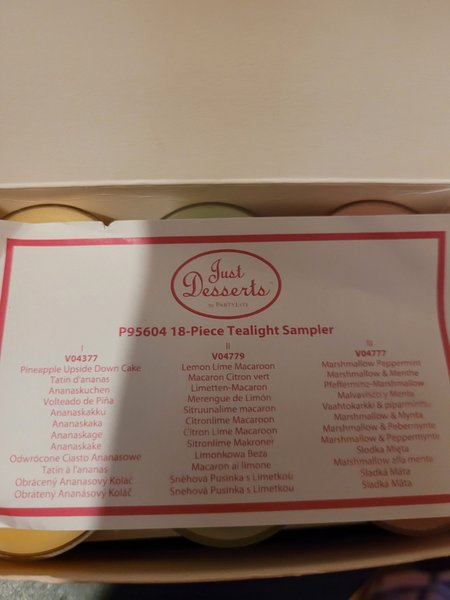 Just
Desserts™
by PARTYLITE
P95604 18-Piece Tealight Sampler
I
V04377
Pineapple Upside Down Cake
Tatin d'ananas
Ananaskuchen
Volteado de Piña
Ananaskakku
Ananaskaka
Ananaskage
Ananaskake
Odwrócone Ciasto Ananasowe
Tatin à l'ananas
Obrácený Ananasový Koláč
Obrátený Ananásový Koláč
II
V04779
Lemon Lime Macaroon
Macaron Citron vert
Limetten-Macaron
Merengue de Limón
Sitruunalime macaron
Citronlime Macaroon
Citron Lime Macaroon
Sitronlime Makroner
Limonkowa Beza
Macaron al limone
Sněhová Pusinka s Limetkou
Snehová Pusinka s Limetkou
III
V04777
Marshmallow Peppermint
Marshmallow & Menthe
Pfefferminz-Marshmallow
Malvavisco y Menta
Vaahtokarkki & piparminttu
Marshmallow & Mynta
Marshmallow & Pebermynte
Marshmallow & Peppermynte
Słodka Mięta
Marshmallow alla menta
Sladká Máta
Sladká Mäta